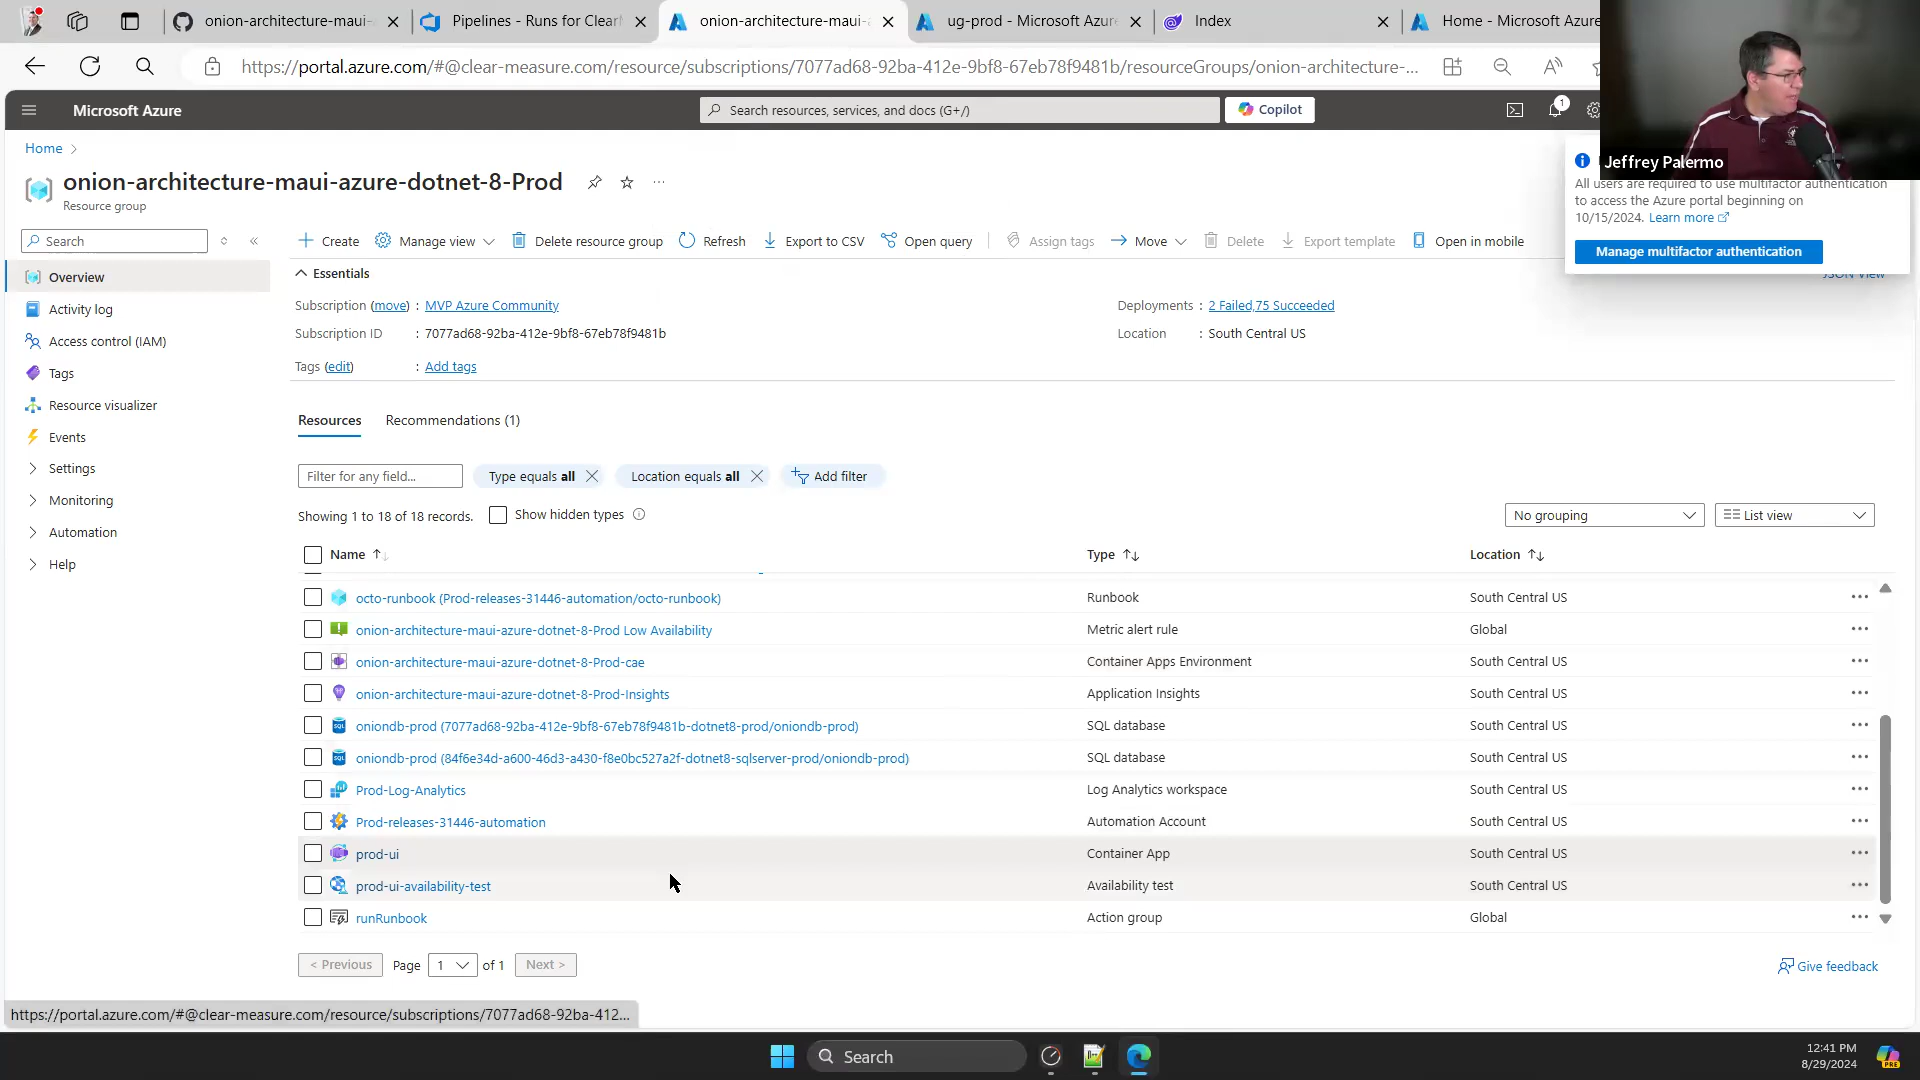 onion-architecture-maui-
Pipelines - Runs for Clear
onion-architecture-maui-a
ug-prod - Microsoft Azure
Index
Home - Microsoft Azure
https://portal.azure.com/#@clear-measure.com/resource/subscriptions/7077ad68-92ba-412e-9bf8-67eb78f9481b/resourceGroups/onion-architecture-...
Microsoft Azure
Search resources, services, and docs (G+/)
Copilot
1
Home
Jeffrey Palermo
onion-architecture-maui-azure-dotnet-8-Prod
Resource group
All users are required to use multifactor authentication
to access the Azure portal beginning on
10/15/2024. Learn more
Manage multifactor authentication
Search
Create
Manage view
Delete resource group
Refresh
Export to CSV
Open query
Assign tags
Move
Delete
Export template
Open in mobile
JSON View
Overview
Activity log
Access control (IAM)
Tags
Resource visualizer
Events
Settings
Monitoring
Automation
Help
Essentials
Subscription (move) : MVP Azure Community
Subscription ID : 7077ad68-92ba-412e-9bf8-67eb78f9481b
Tags (edit) : Add tags
Deployments : 2 Failed,75 Succeeded
Location : South Central US
Resources
Recommendations (1)
Filter for any field...
Type equals all
Location equals all
Add filter
Showing 1 to 18 of 18 records.
Show hidden types
No grouping
List view
Name Type Location
octo-runbook (Prod-releases-31446-automation/octo-runbook) Runbook South Central US
onion-architecture-maui-azure-dotnet-8-Prod Low Availability Metric alert rule Global
onion-architecture-maui-azure-dotnet-8-Prod-cae Container Apps Environment South Central US
onion-architecture-maui-azure-dotnet-8-Prod-Insights Application Insights South Central US
oniondb-prod (7077ad68-92ba-412e-9bf8-67eb78f9481b-dotnet8-prod/oniondb-prod) SQL database South Central US
oniondb-prod (84f6e34d-a600-46d3-a430-f8e0bc527a2f-dotnet8-sqlserver-prod/oniondb-prod) SQL database South Central US
Prod-Log-Analytics Log Analytics workspace South Central US
Prod-releases-31446-automation Automation Account South Central US
prod-ui Container App South Central US
prod-ui-availability-test Availability test South Central US
runRunbook Action group Global
< Previous Page 1 of 1 Next >
Give feedback
https://portal.azure.com/#@clear-measure.com/resource/subscriptions/7077ad68-92ba-412...
Search
12:41 PM
8/29/2024